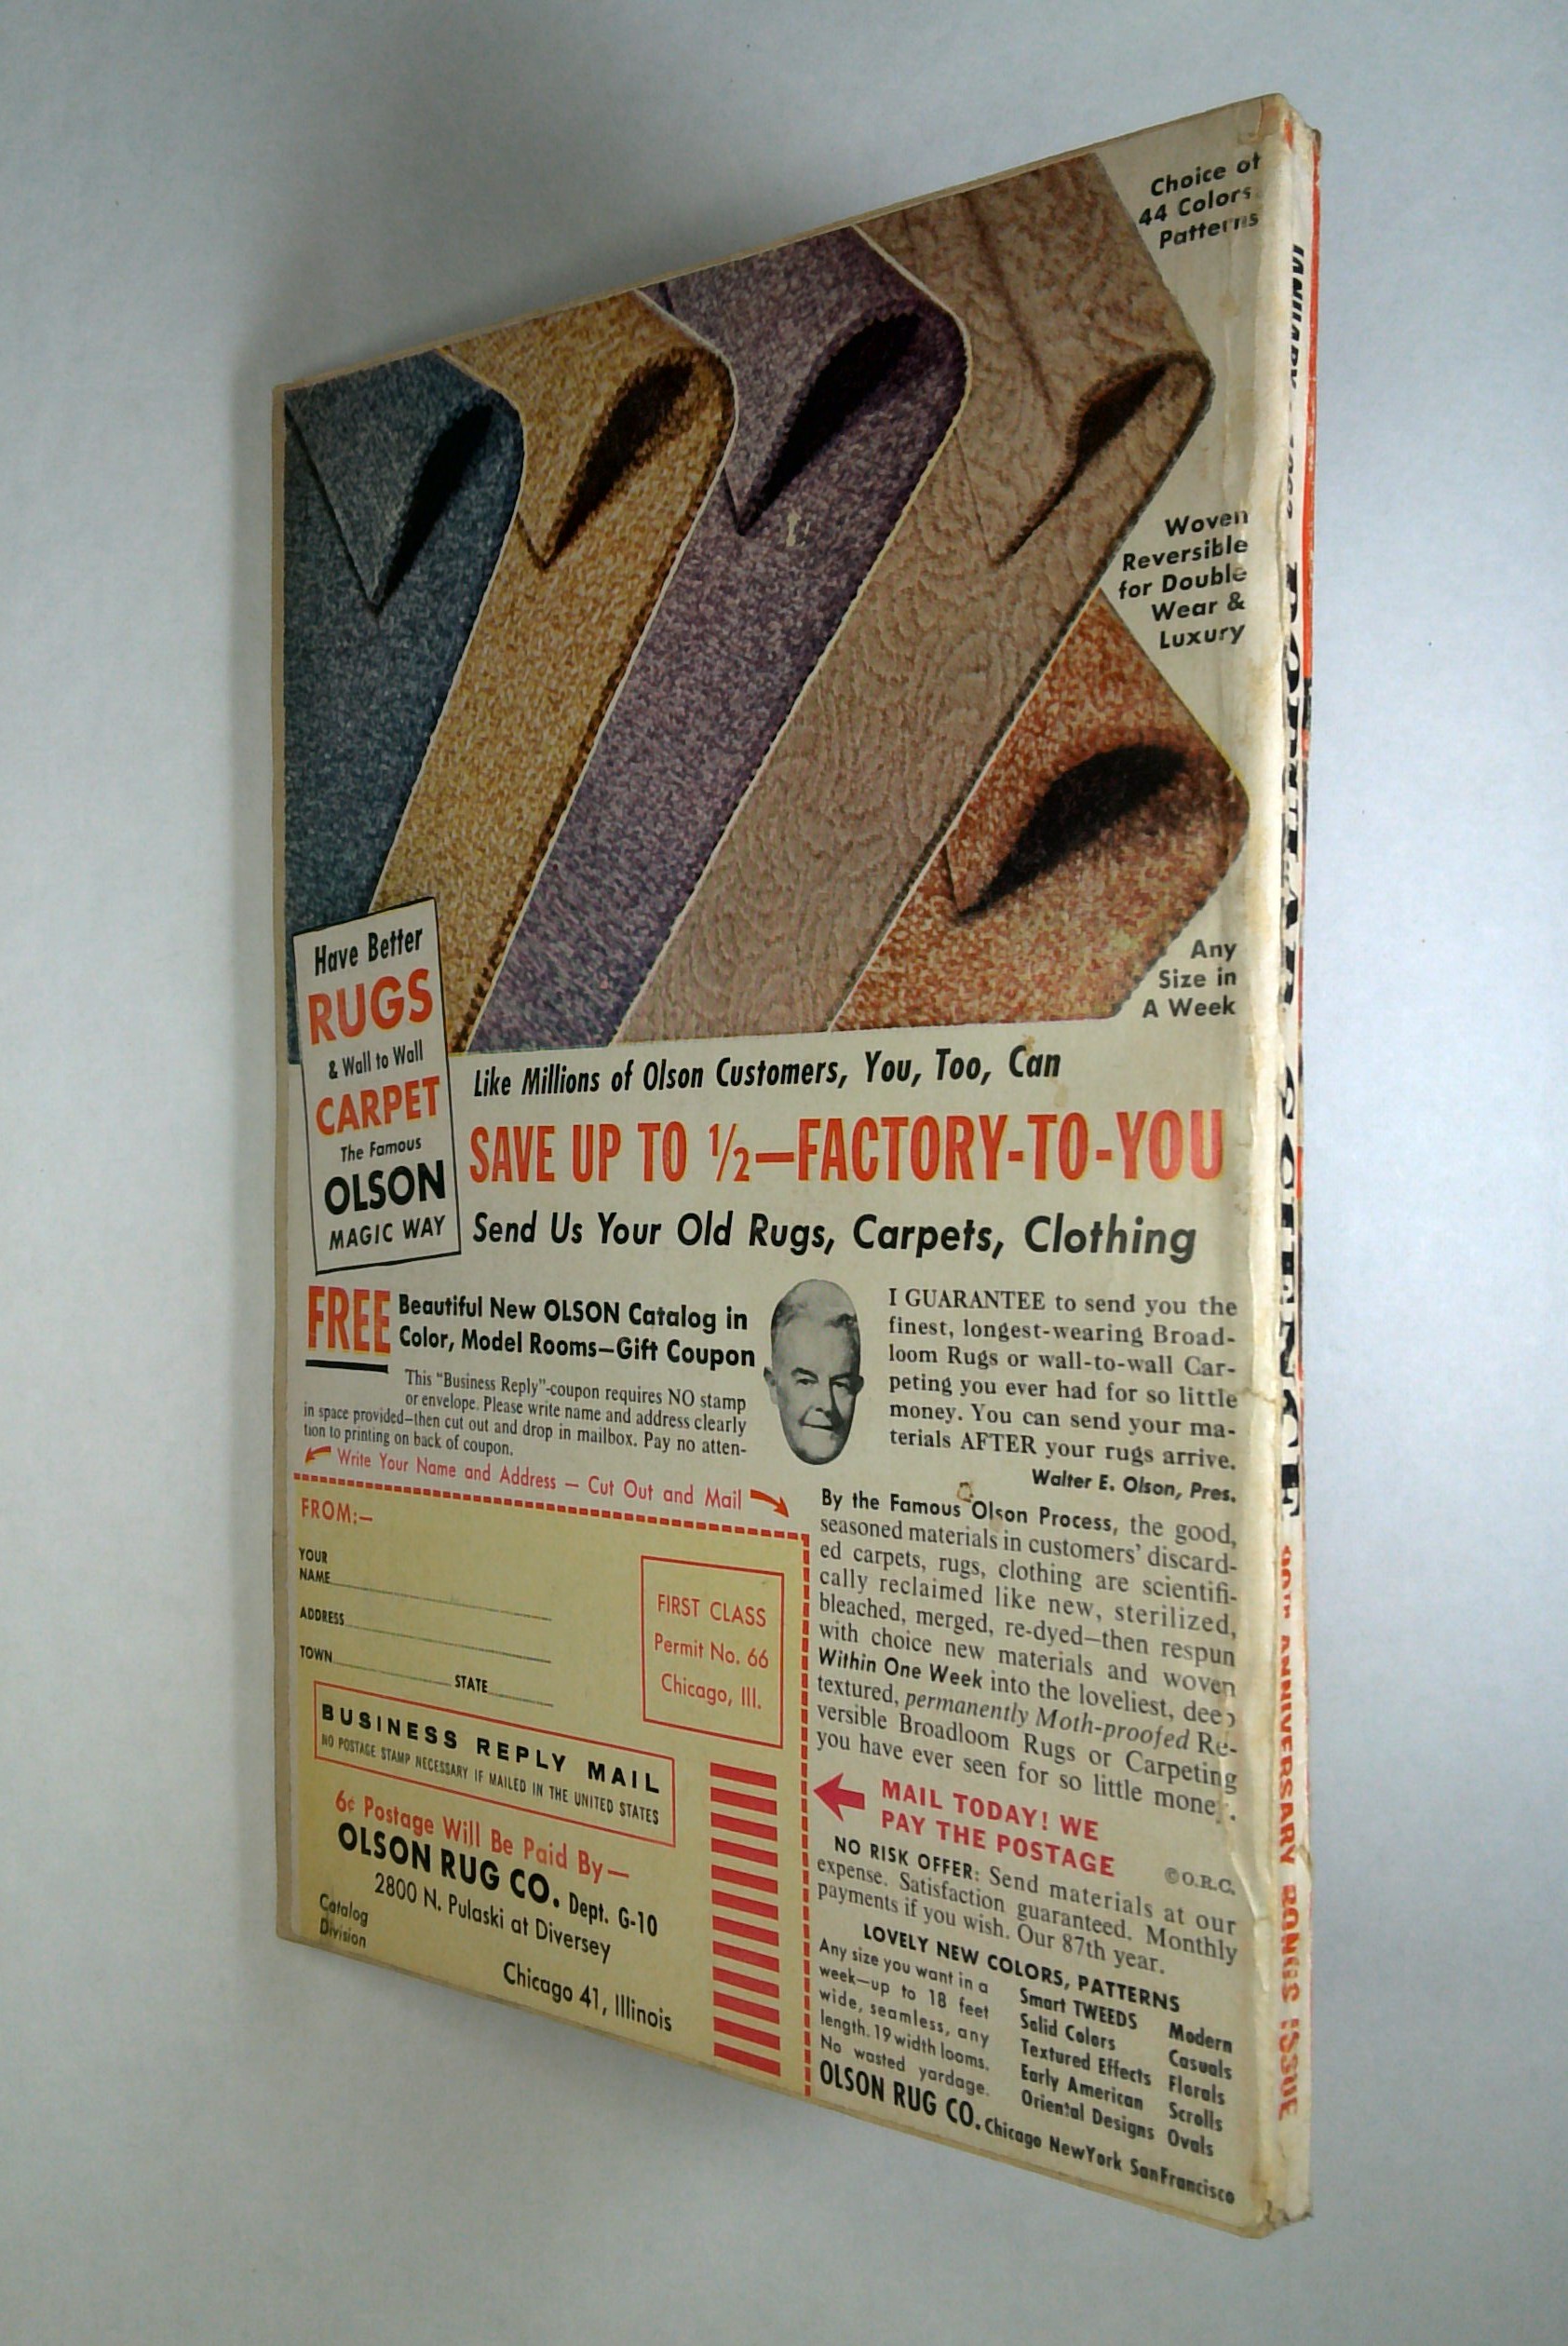 Choice of
44 Colors
Patterns
Woven
Reversible
for Double
Wear &
Luxury
Any
Size in
A Week
Have Better
RUGS
& Wall to Wall
CARPET
The Famous
OLSON
MAGIC WAY
Like Millions of Olson Customers, You, Too, Can
SAVE UP TO ½—FACTORY-TO-YOU
Send Us Your Old Rugs, Carpets, Clothing
FREE
Beautiful New OLSON Catalog in
Color, Model Rooms—Gift Coupon
This "Business Reply"-coupon requires NO stamp
or envelope. Please write name and address clearly
in space provided—then cut out and drop in mailbox. Pay no atten-
tion to printing on back of coupon.
Write Your Name and Address — Cut Out and Mail
FROM:—
YOUR
NAME
ADDRESS
TOWN STATE
FIRST CLASS
Permit No. 66
Chicago, Ill.
BUSINESS REPLY MAIL
NO POSTAGE STAMP NECESSARY IF MAILED IN THE UNITED STATES
6¢ Postage Will Be Paid By—
OLSON RUG CO. Dept. G-10
2800 N. Pulaski at Diversey
Catalog
Division
Chicago 41, Illinois
I GUARANTEE to send you the
finest, longest-wearing Broad-
loom Rugs or wall-to-wall Car-
peting you ever had for so little
money. You can send your ma-
terials AFTER your rugs arrive.
Walter E. Olson, Pres.
By the Famous Olson Process, the good,
seasoned materials in customers' discard-
ed carpets, rugs, clothing are scientifi-
cally reclaimed like new, sterilized,
bleached, merged, re-dyed—then respun
with choice new materials and woven
Within One Week into the loveliest, deep
textured, permanently Moth-proofed Re-
versible Broadloom Rugs or Carpeting
you have ever seen for so little money.
MAIL TODAY! WE
PAY THE POSTAGE
©O.R.C.
NO RISK OFFER: Send materials at our
expense. Satisfaction guaranteed. Monthly
payments if you wish. Our 87th year.
LOVELY NEW COLORS, PATTERNS
Any size you want in a
week—up to 18 feet
wide, seamless, any
length. 19 width looms.
No wasted yardage.
Smart TWEEDS
Solid Colors
Textured Effects
Early American
Oriental Designs
Modern
Casuals
Florals
Scrolls
Ovals
OLSON RUG CO. Chicago NewYork SanFrancisco
JANUARY
POPULAR SCIENCE
90TH ANNIVERSARY BONUS ISSUE